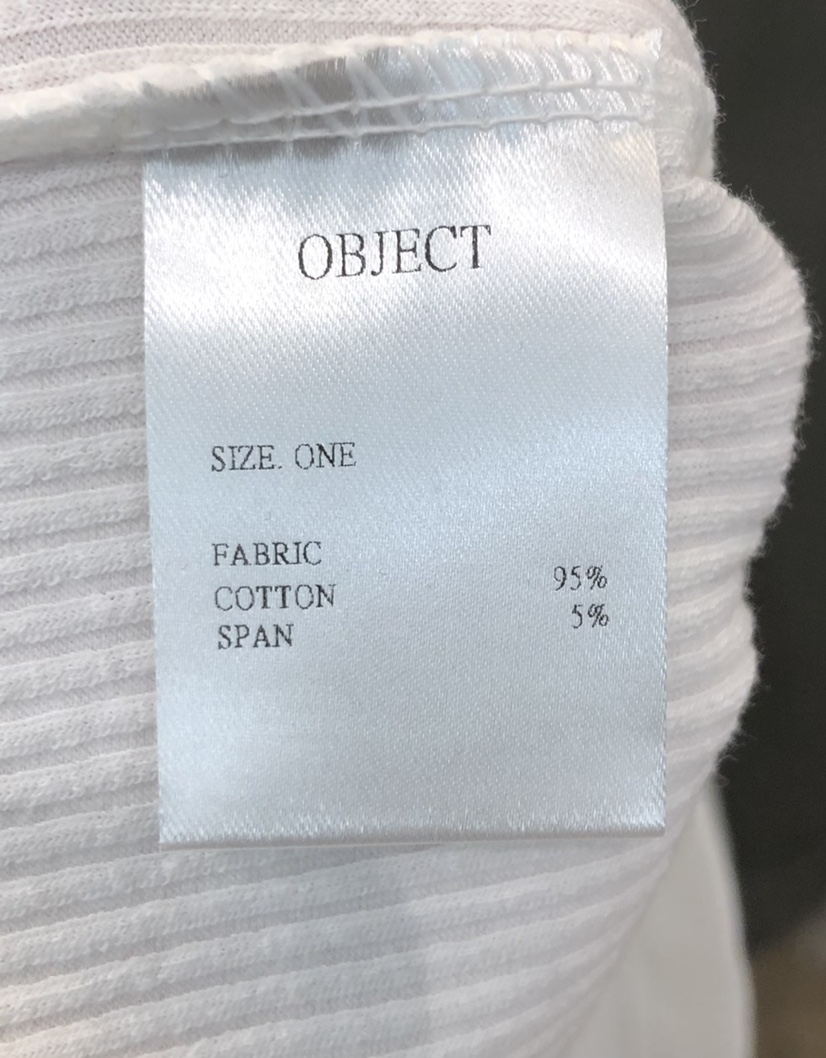 OBJECT
SIZE. ONE
FABRIC
COTTON 95%
SPAN 5%